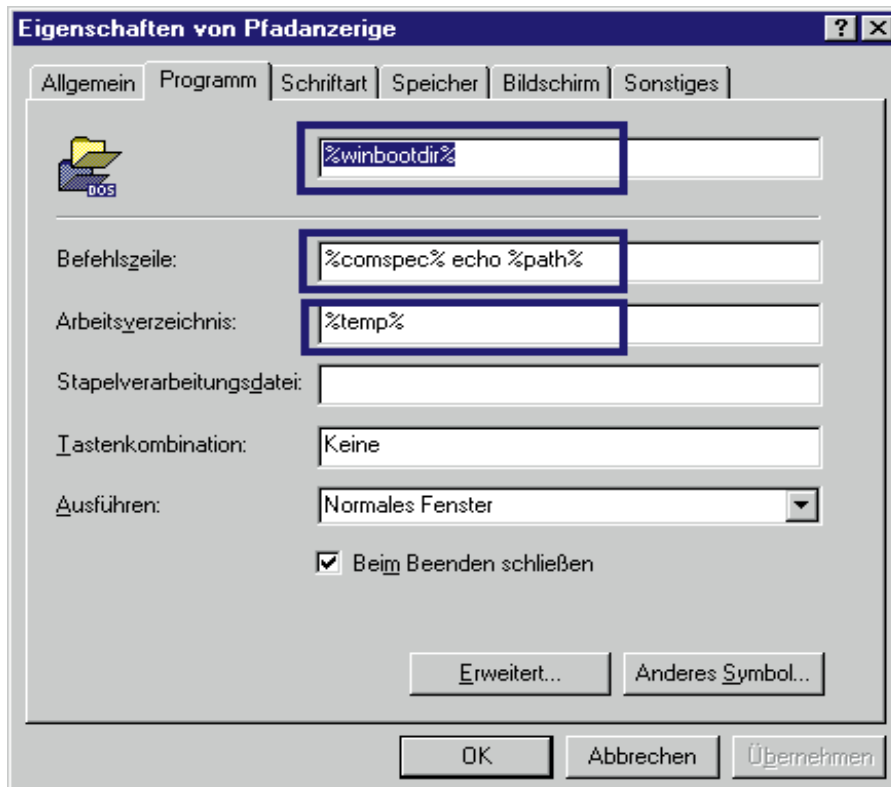 Eigenschaften von Pfadanzerige
Allgemein Programm Schriftart Speicher Bildschirm Sonstiges
DOS
%winbootdir%
Befehlszeile: %comspec% echo %path%
Arbeitsverzeichnis: %temp%
Stapelverarbeitungsdatei:
Tastenkombination: Keine
Ausführen: Normales Fenster
Beim Beenden schließen
Erweitert... Anderes Symbol...
OK Abbrechen Übernehmen